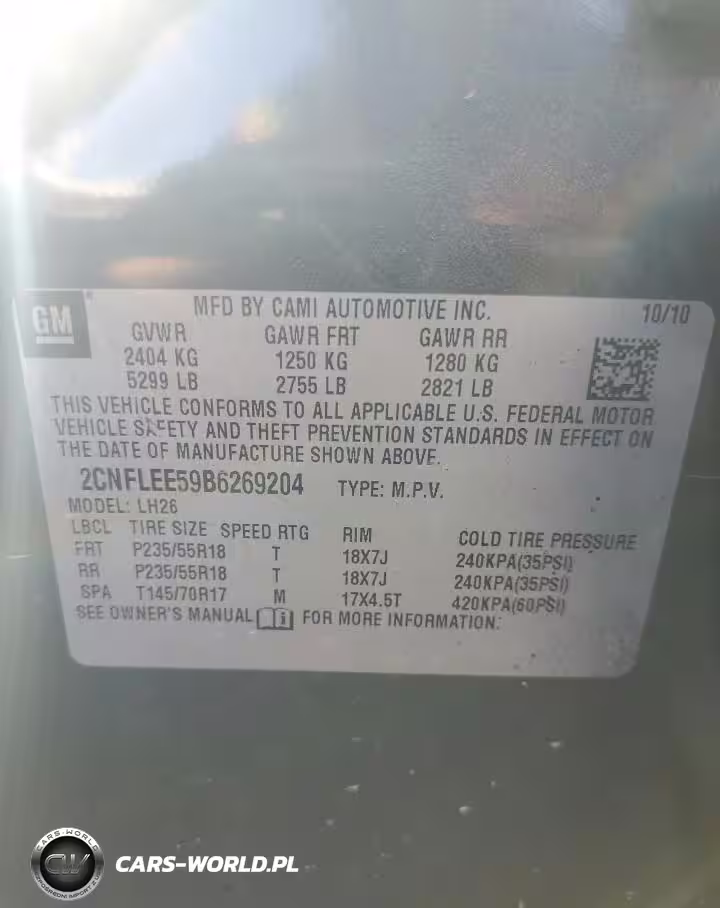 GM
MFD BY CAMI AUTOMOTIVE INC. 10/10
GVWR GAWR FRT GAWR RR
2404 KG 1250 KG 1280 KG
5299 LB 2755 LB 2821 LB
THIS VEHICLE CONFORMS TO ALL APPLICABLE U.S. FEDERAL MOTOR
VEHICLE SAFETY AND THEFT PREVENTION STANDARDS IN EFFECT ON
THE DATE OF MANUFACTURE SHOWN ABOVE.
2CNFLEE59B6269204 TYPE: M.P.V.
MODEL: LH26
LBCL TIRE SIZE SPEED RTG RIM COLD TIRE PRESSURE
FRT P235/55R18 T 18X7J 240KPA(35PSI)
RR P235/55R18 T 18X7J 240KPA(35PSI)
SPA T145/70R17 M 17X4.5T 420KPA(60PSI)
SEE OWNER'S MANUAL FOR MORE INFORMATION.
CARS-WORLD
CW
CARS-WORLD.PL